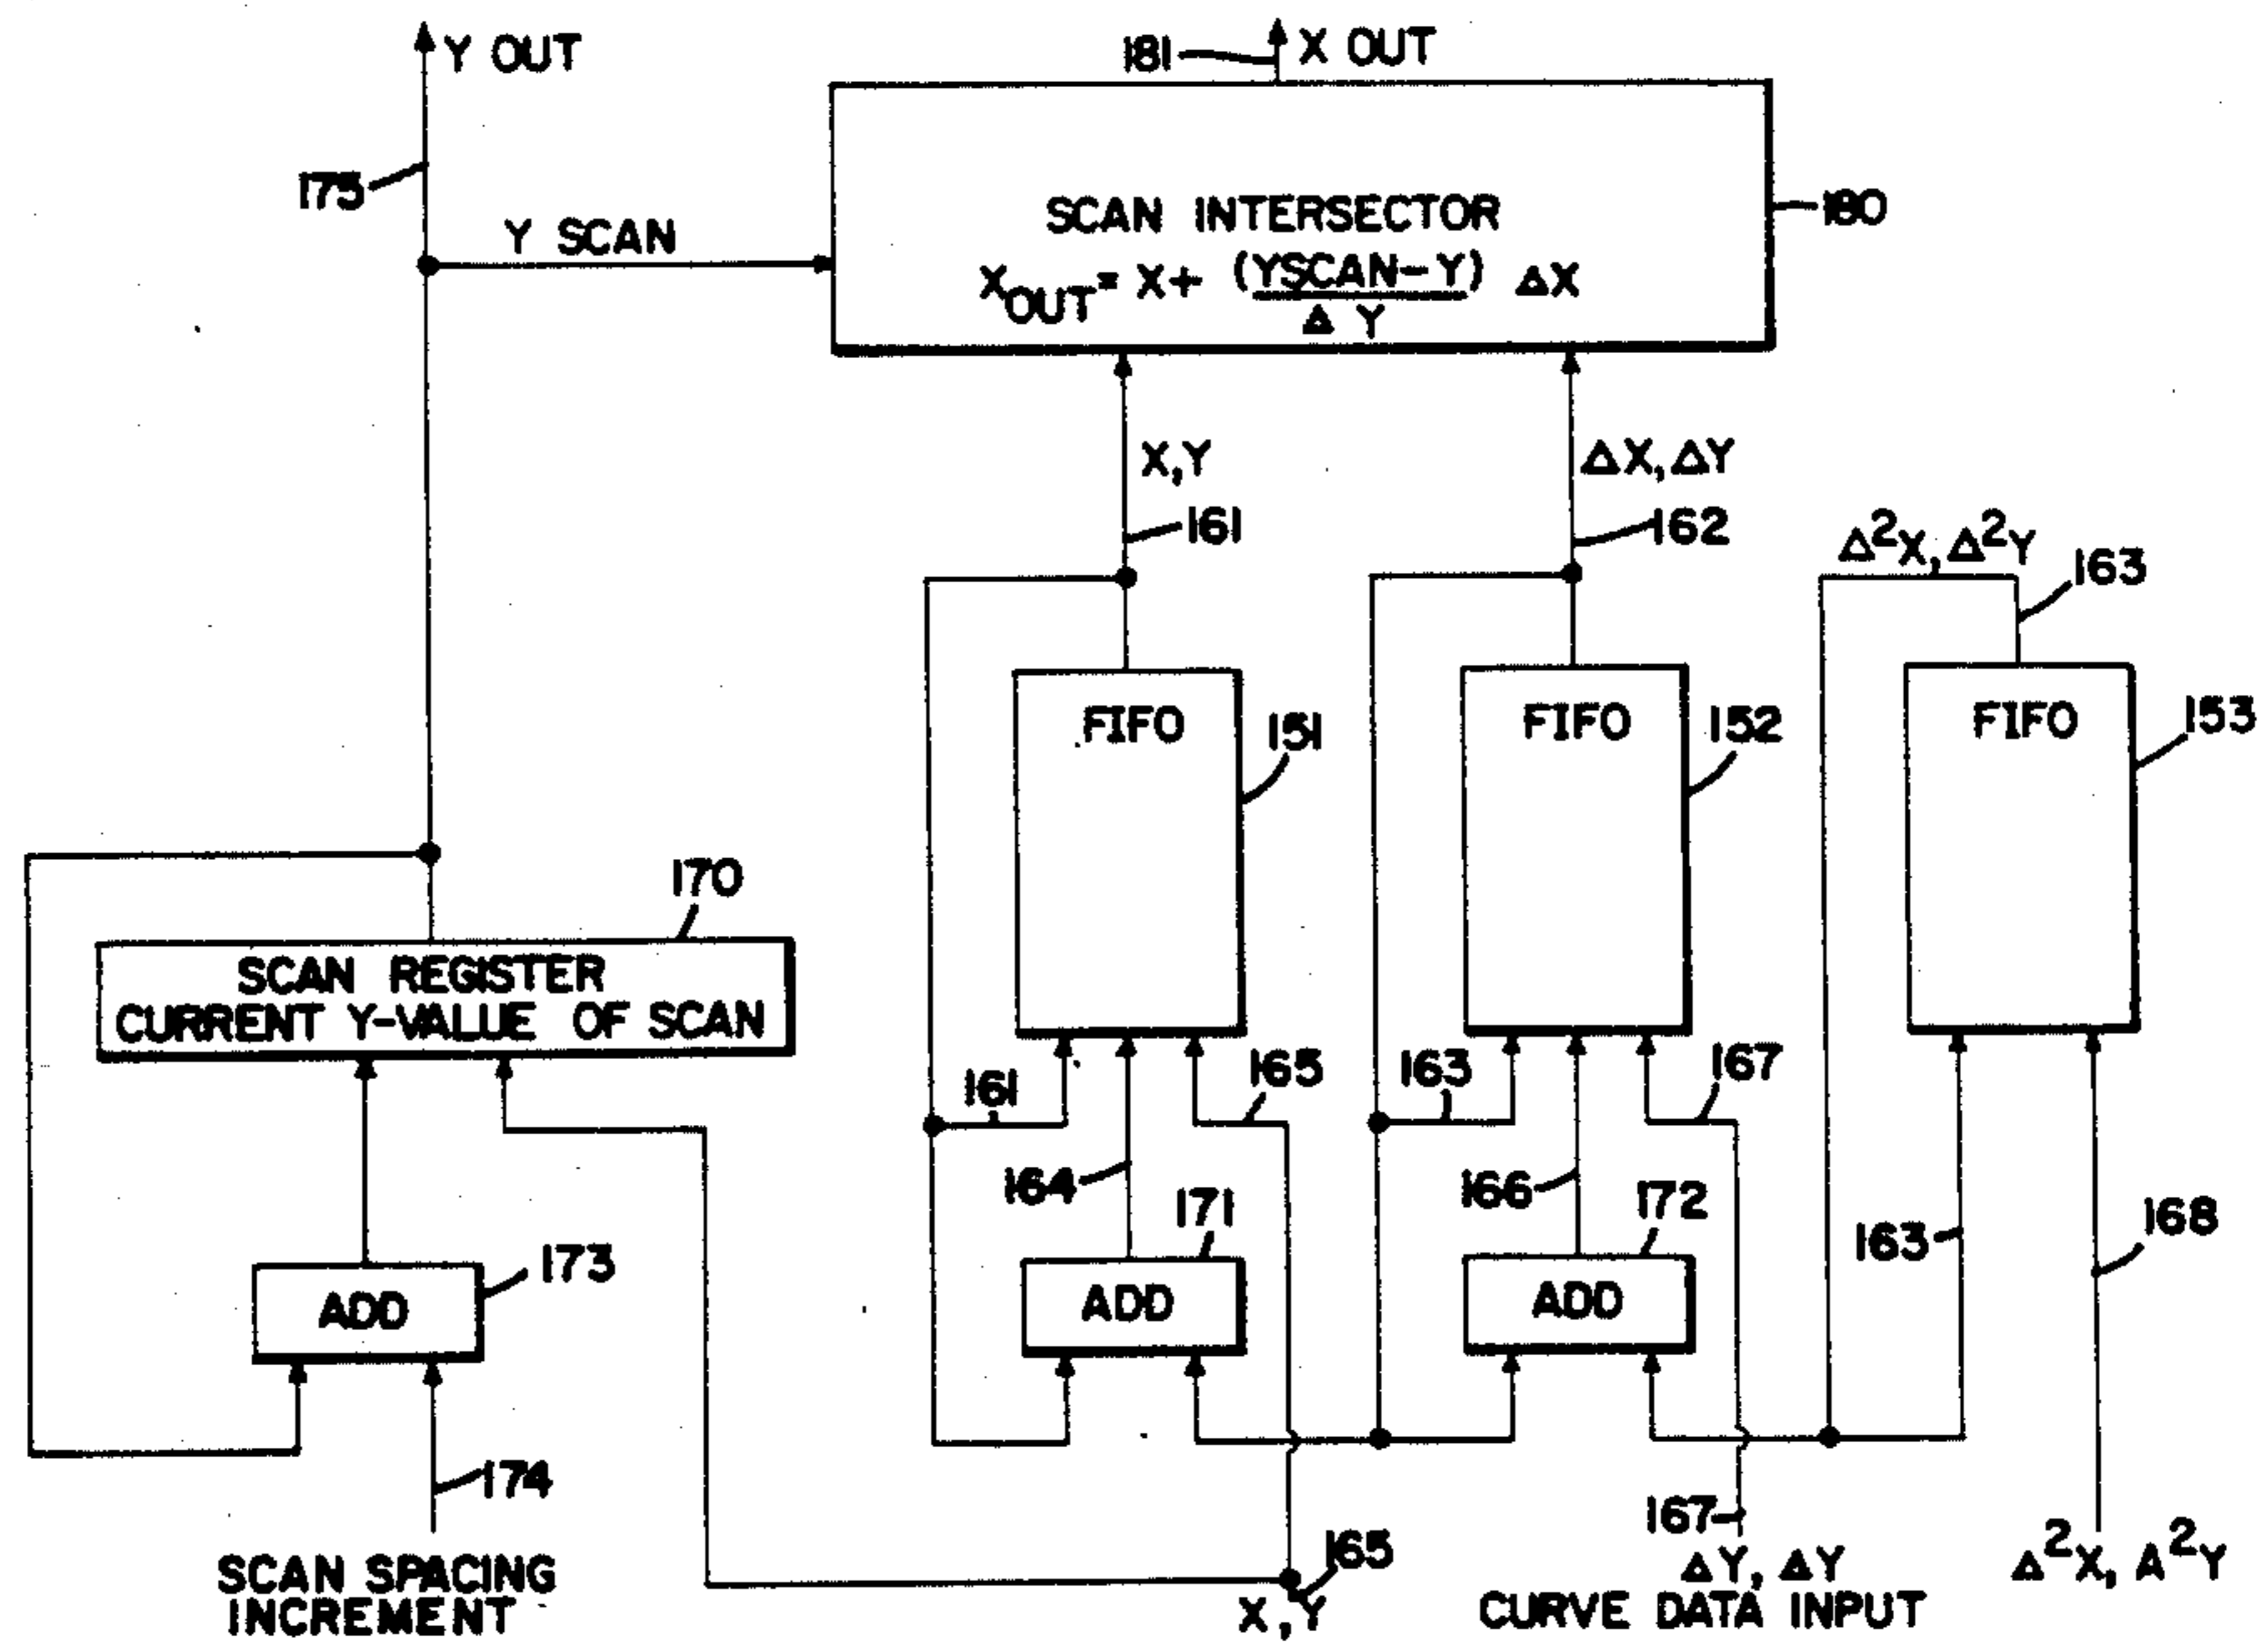 Y OUT
181
X OUT
175
Y SCAN
SCAN INTERSECTOR
X_OUT = X + (YSCAN-Y) ΔX
Δ Y
180
X,Y
ΔX, ΔY
161
162
Δ²X, Δ²Y
163
FIFO
151
FIFO
152
FIFO
153
170
SCAN REGISTER
CURRENT Y-VALUE OF SCAN
161
165
163
167
164
171
166
172
163
168
173
ADD
ADD
ADD
174
SCAN SPACING
INCREMENT
165
X,Y
167
ΔY, ΔY
CURVE DATA INPUT
Δ²X, A²Y